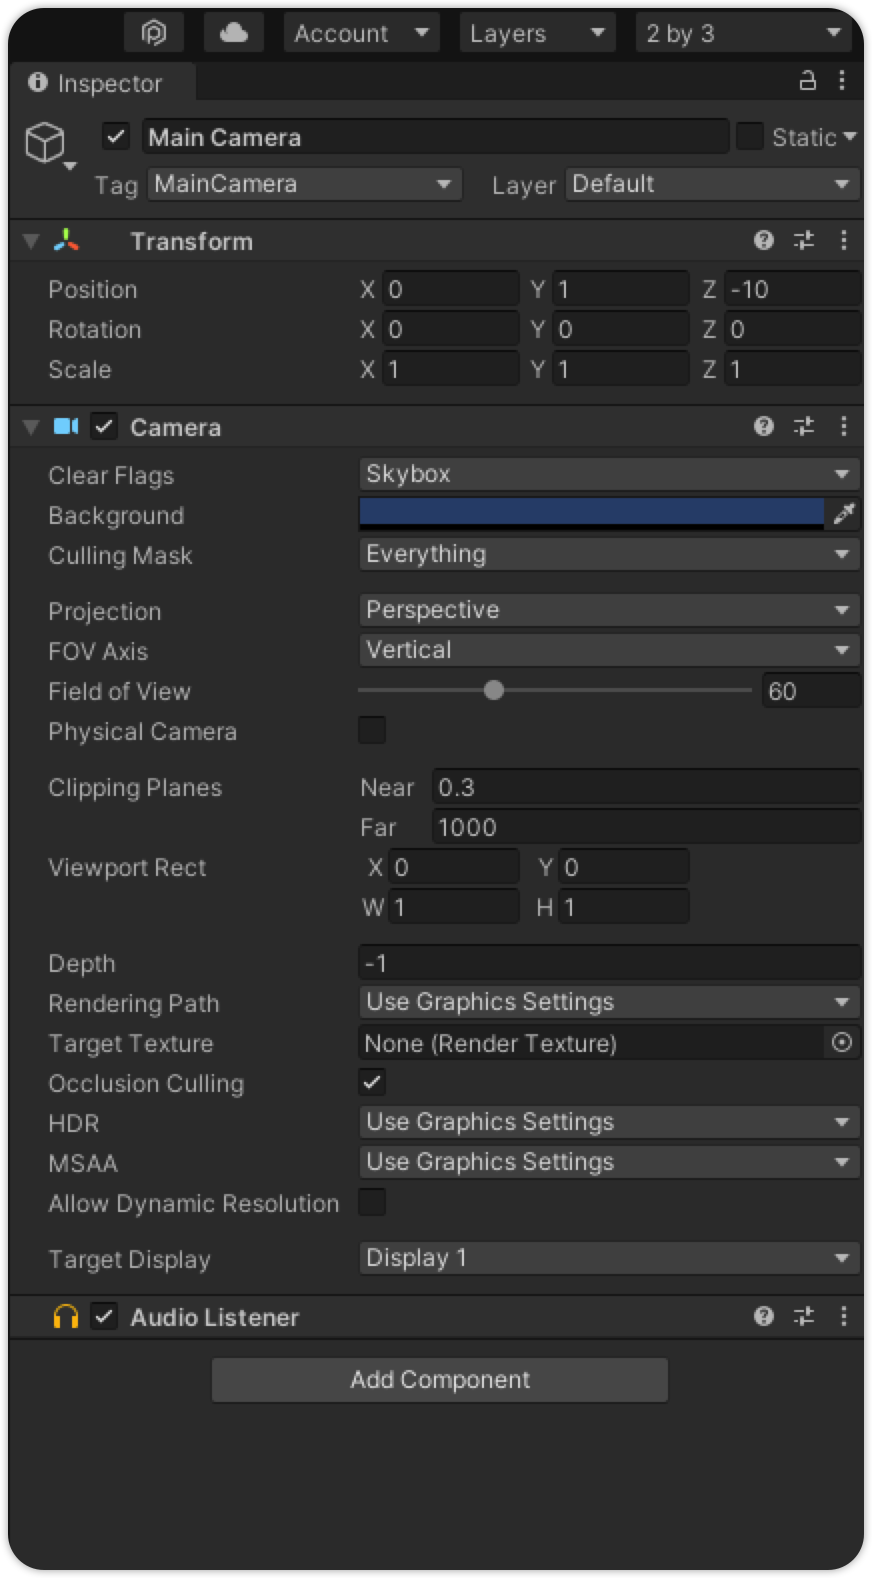 Account Layers 2 by 3
Inspector
Main Camera Static
Tag MainCamera Layer Default
Transform
Position X 0 Y 1 Z -10
Rotation X 0 Y 0 Z 0
Scale X 1 Y 1 Z 1
Camera
Clear Flags Skybox
Background
Culling Mask Everything
Projection Perspective
FOV Axis Vertical
Field of View 60
Physical Camera
Clipping Planes Near 0.3
Far 1000
Viewport Rect X 0 Y 0
W 1 H 1
Depth -1
Rendering Path Use Graphics Settings
Target Texture None (Render Texture)
Occlusion Culling
HDR Use Graphics Settings
MSAA Use Graphics Settings
Allow Dynamic Resolution
Target Display Display 1
Audio Listener
Add Component